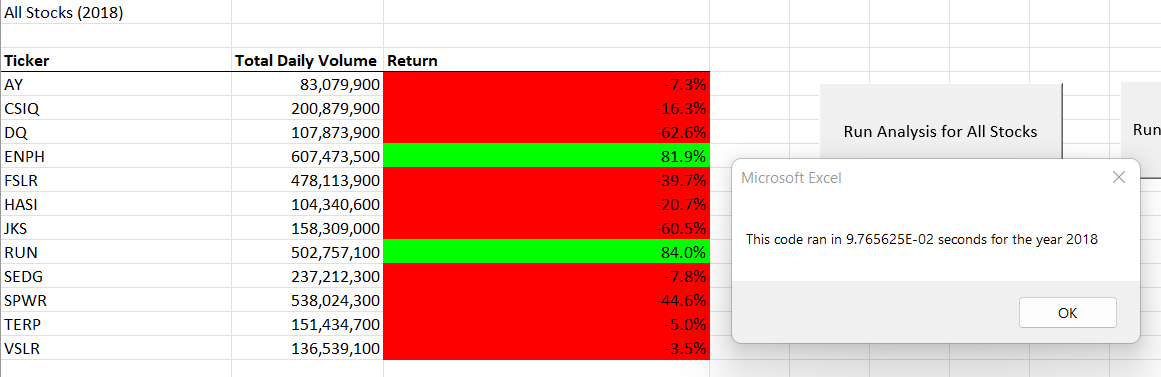 All Stocks (2018)
Ticker Total Daily Volume Return
AY 83,079,900 -7.3%
CSIQ 200,879,900 -16.3%
DQ 107,873,900 -62.6%
ENPH 607,473,500 81.9%
FSLR 478,113,900 -39.7%
HASI 104,340,600 -20.7%
JKS 158,309,000 -60.5%
RUN 502,757,100 84.0%
SEDG 237,212,300 -7.8%
SPWR 538,024,300 -44.6%
TERP 151,434,700 -5.0%
VSLR 136,539,100 -3.5%
Run Analysis for All Stocks
Run
Microsoft Excel
This code ran in 9.765625E-02 seconds for the year 2018
OK